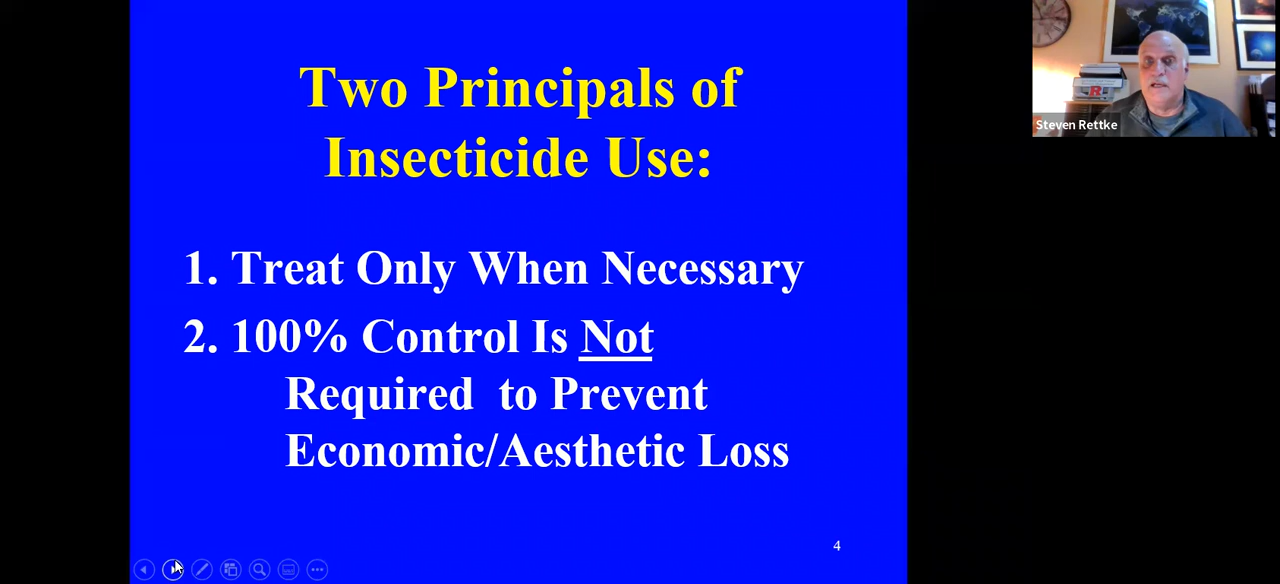 Two Principals of
Insecticide Use:
1. Treat Only When Necessary
2. 100% Control Is Not
Required to Prevent
Economic/Aesthetic Loss
4
Steven Rettke